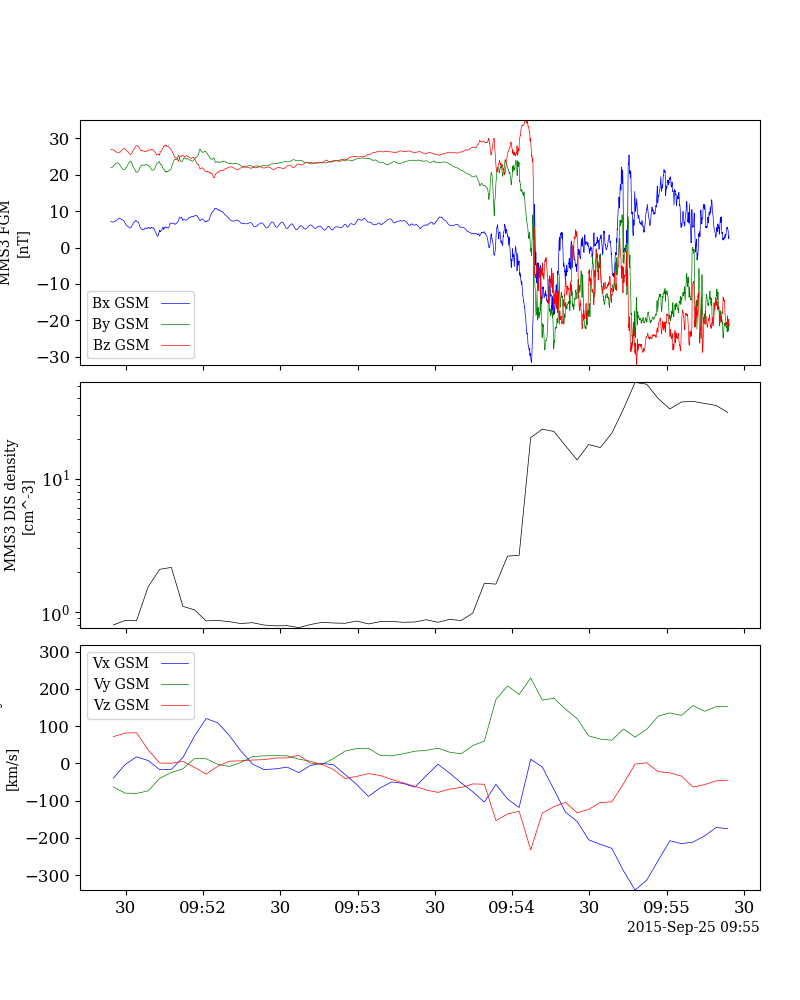 30
20
10
0
−10
−20
−30
MMS3 FGM
[nT]
Bx GSM
By GSM
Bz GSM
10^1
10^0
MMS3 DIS density
[cm^-3]
300
200
100
0
−100
−200
−300
[km/s]
Vx GSM
Vy GSM
Vz GSM
30 09:52 30 09:53 30 09:54 30 09:55 30
2015-Sep-25 09:55